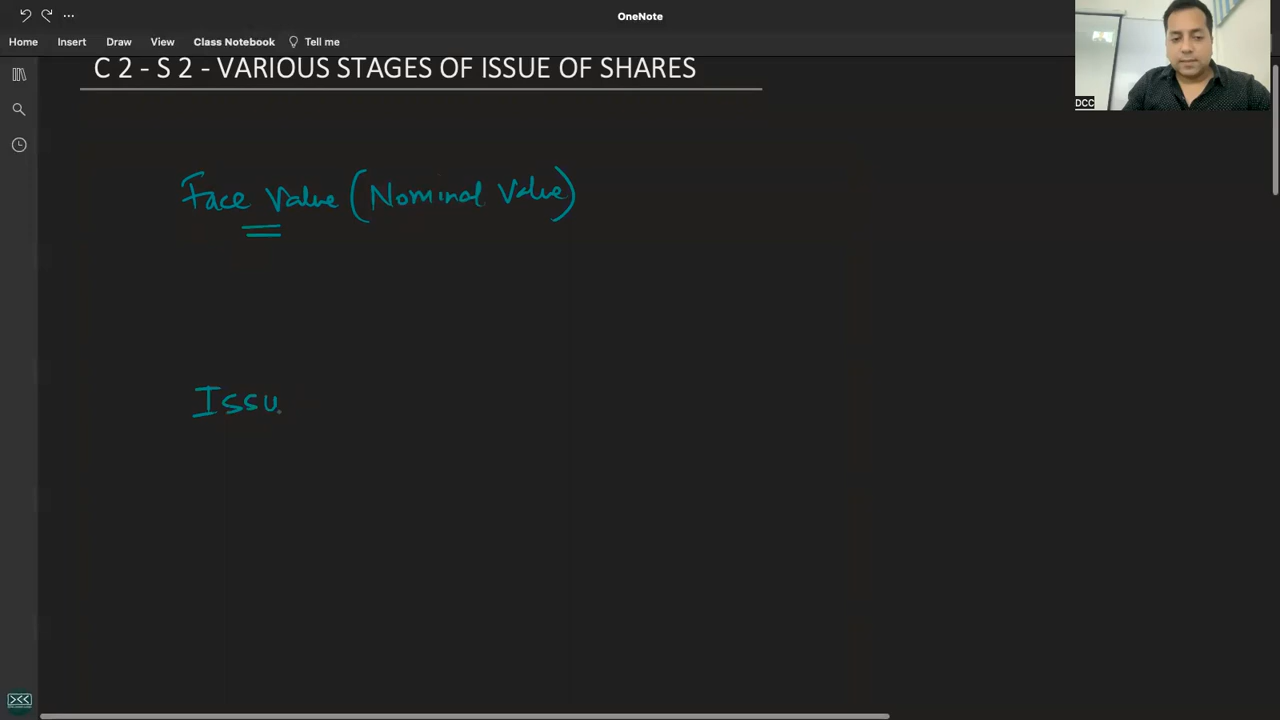 OneNote
Home Insert Draw View Class Notebook Tell me
C 2 - S 2 - VARIOUS STAGES OF ISSUE OF SHARES
DCC
Face Value (Nominal Value)
Issu